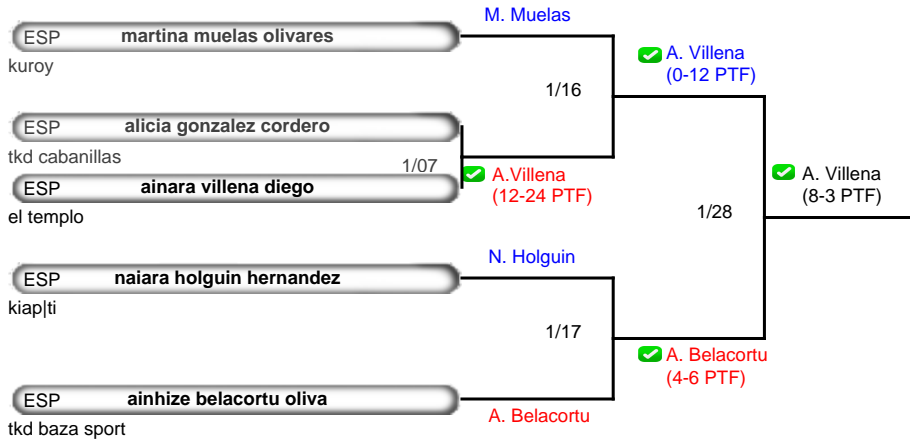 ESP martina muelas olivares
kuroy
ESP alicia gonzalez cordero
tkd cabanillas
1/07
ESP ainara villena diego
el templo
ESP naiara holguin hernandez
kiap|ti
ESP ainhize belacortu oliva
tkd baza sport
M. Muelas
1/16
A.Villena
(12-24 PTF)
N. Holguin
1/17
A. Belacortu
A. Villena
(0-12 PTF)
1/28
A. Belacortu
(4-6 PTF)
A. Villena
(8-3 PTF)